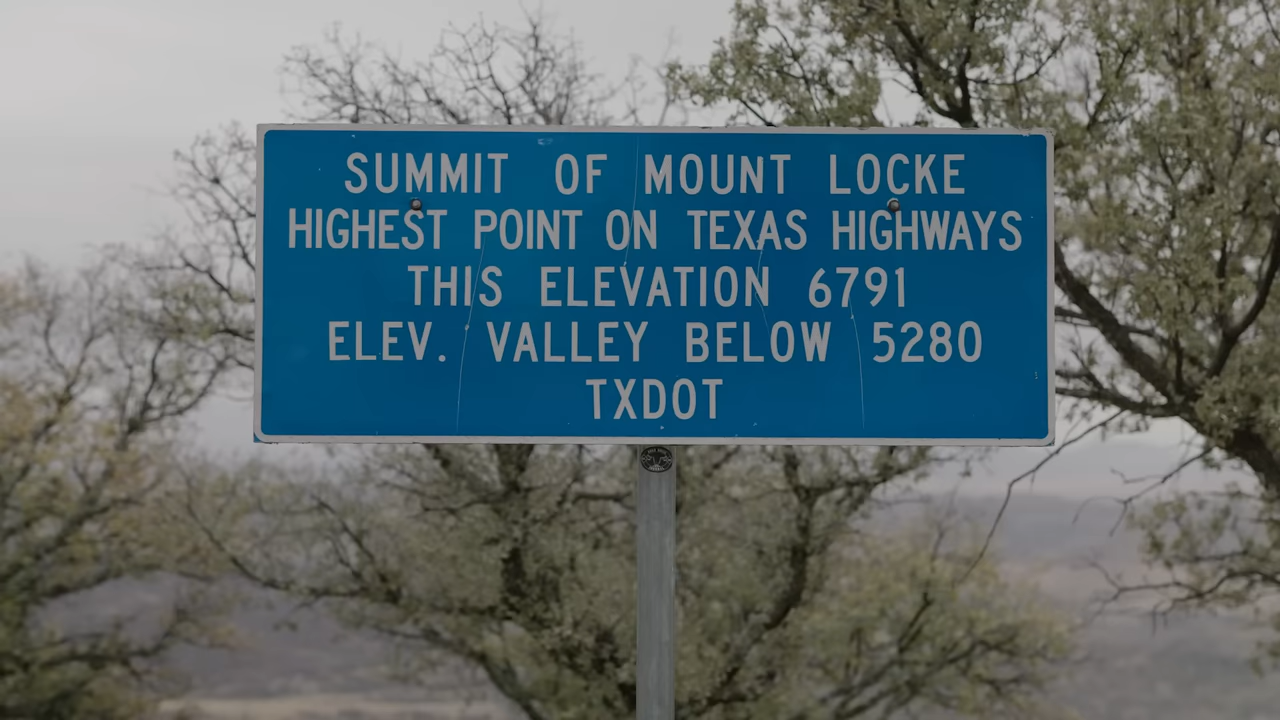 SUMMIT OF MOUNT LOCKE
HIGHEST POINT ON TEXAS HIGHWAYS
THIS ELEVATION 6791
ELEV. VALLEY BELOW 5280
TXDOT